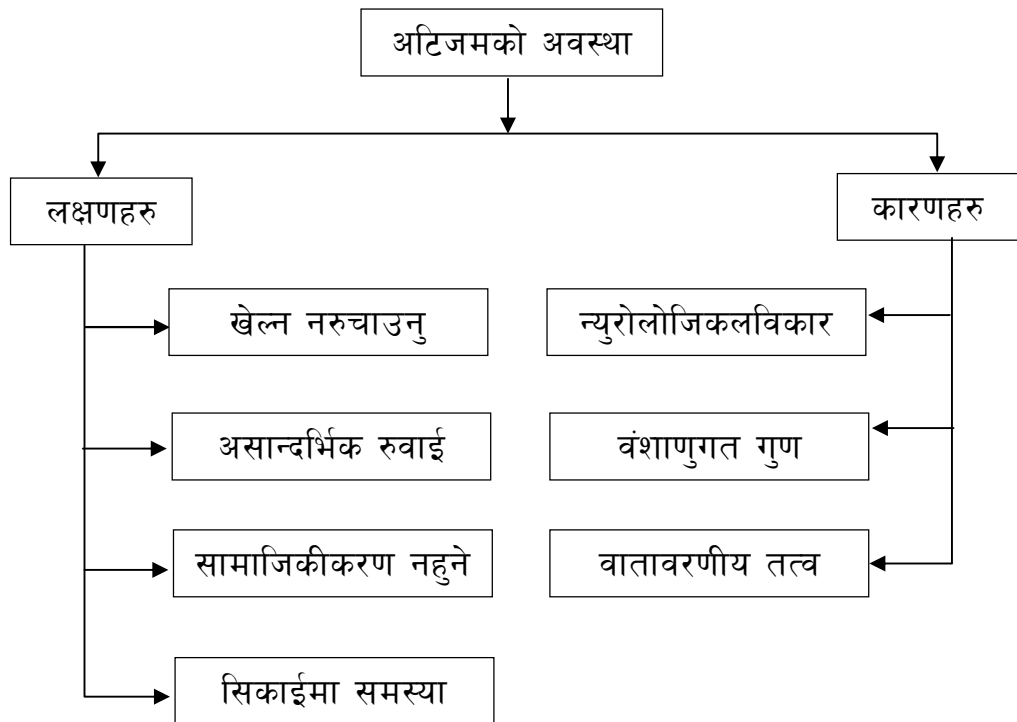 अटिजमको अवस्था
लक्षणहरु
कारणहरु
खेल्न नरुचाउनु
न्युरोलोजिकलविकार
असान्दर्भिक रुवाई
वंशाणुगत गुण
सामाजिकीकरण नहुने
वातावरणीय तत्व
सिकाईमा समस्या